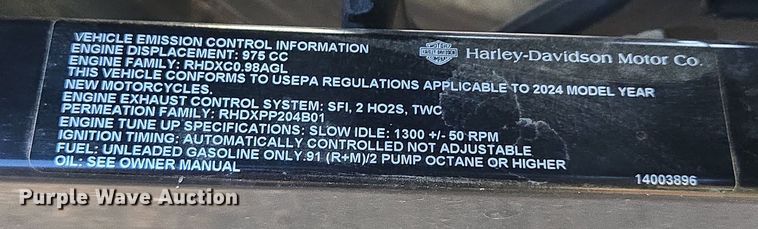 VEHICLE EMISSION CONTROL INFORMATION
ENGINE DISPLACEMENT: 975 CC
ENGINE FAMILY: RHDXC0.98AGL
HARLEY-DAVIDSON
Harley-Davidson Motor Co.
THIS VEHICLE CONFORMS TO USEPA REGULATIONS APPLICABLE TO 2024 MODEL YEAR
NEW MOTORCYCLES.
ENGINE EXHAUST CONTROL SYSTEM: SFI, 2 HO2S, TWC
PERMEATION FAMILY: RHDXPP204B01
ENGINE TUNE UP SPECIFICATIONS: SLOW IDLE: 1300 +/- 50 RPM
IGNITION TIMING: AUTOMATICALLY CONTROLLED NOT ADJUSTABLE
FUEL: UNLEADED GASOLINE ONLY.91 (R+M)/2 PUMP OCTANE OR HIGHER
OIL: SEE OWNER MANUAL
14003896
Purple Wave Auction